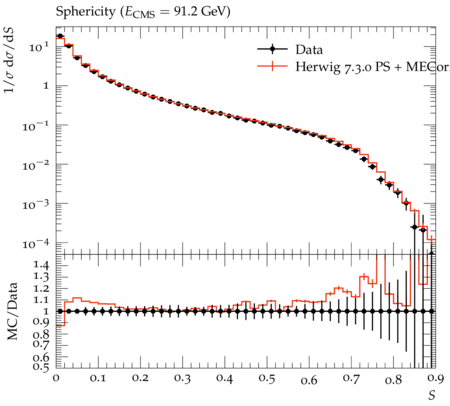 Sphericity (E_CMS = 91.2 GeV)
1/σ dσ/dS
10^1
1
10^−1
10^−2
10^−3
10^−4
Data
Herwig 7.3.0 PS + MECor
MC/Data
1.4
1.3
1.2
1.1
1
0.9
0.8
0.7
0.6
0.5
0 0.1 0.2 0.3 0.4 0.5 0.6 0.7 0.8 0.9
S